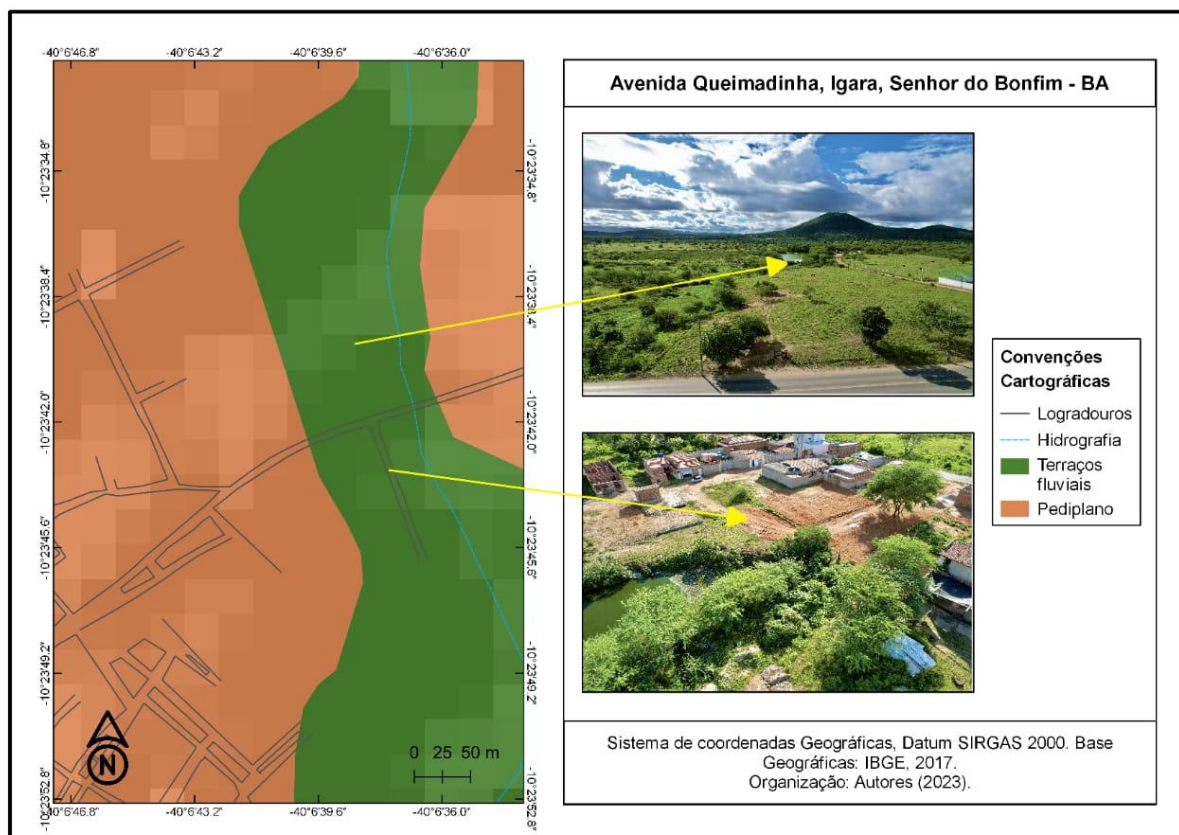 -40°6'46.8" -40°6'43.2" -40°6'39.6" -40°6'36.0"
-10°23'34.8"
-10°23'38.4"
-10°23'42.0"
-10°23'45.6"
-10°23'49.2"
-10°23'52.8"
-10°23'34.8"
-10°23'38.4"
-10°23'42.0"
-10°23'45.6"
-10°23'49.2"
-10°23'52.8"
N
0 25 50 m
-40°6'46.8" -40°6'43.2" -40°6'39.6" -40°6'36.0"
Avenida Queimadinha, Igara, Senhor do Bonfim - BA
Convenções
Cartográficas
Logradouros
Hidrografia
Terraços
fluviais
Pediplano
Sistema de coordenadas Geográficas, Datum SIRGAS 2000. Base
Geográficas: IBGE, 2017.
Organização: Autores (2023).